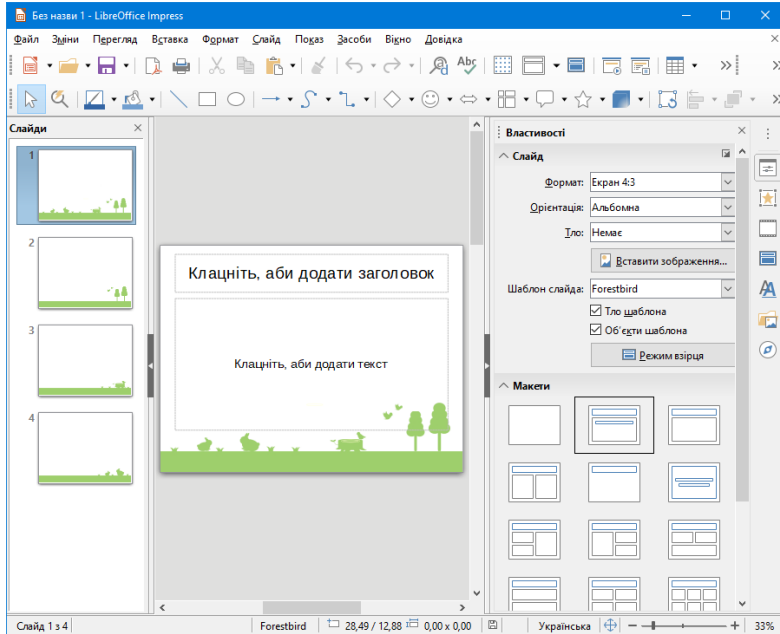 Без назви 1 - LibreOffice Impress
Файл Зміни Перегляд Вставка Формат Слайд Показ Засоби Вікно Довідка
Abc
Слайди
1
2
3
4
Клацніть, аби додати заголовок
Клацніть, аби додати текст
Властивості
Слайд
Формат: Екран 4:3
Орієнтація: Альбомна
Тло: Немає
Вставити зображення...
Шаблон слайда: Forestbird
Тло шаблона
Об'єкти шаблона
Режим взірця
Макети
Слайд 1 з 4 Forestbird 28,49 / 12,88 0,00 x 0,00 Українська 33%